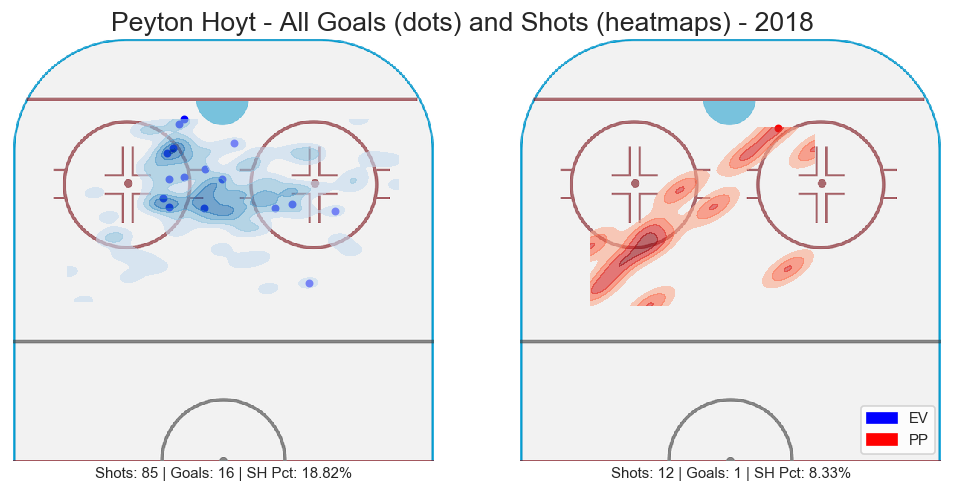 Peyton Hoyt - All Goals (dots) and Shots (heatmaps) - 2018
EV
PP
Shots: 85 | Goals: 16 | SH Pct: 18.82%
Shots: 12 | Goals: 1 | SH Pct: 8.33%